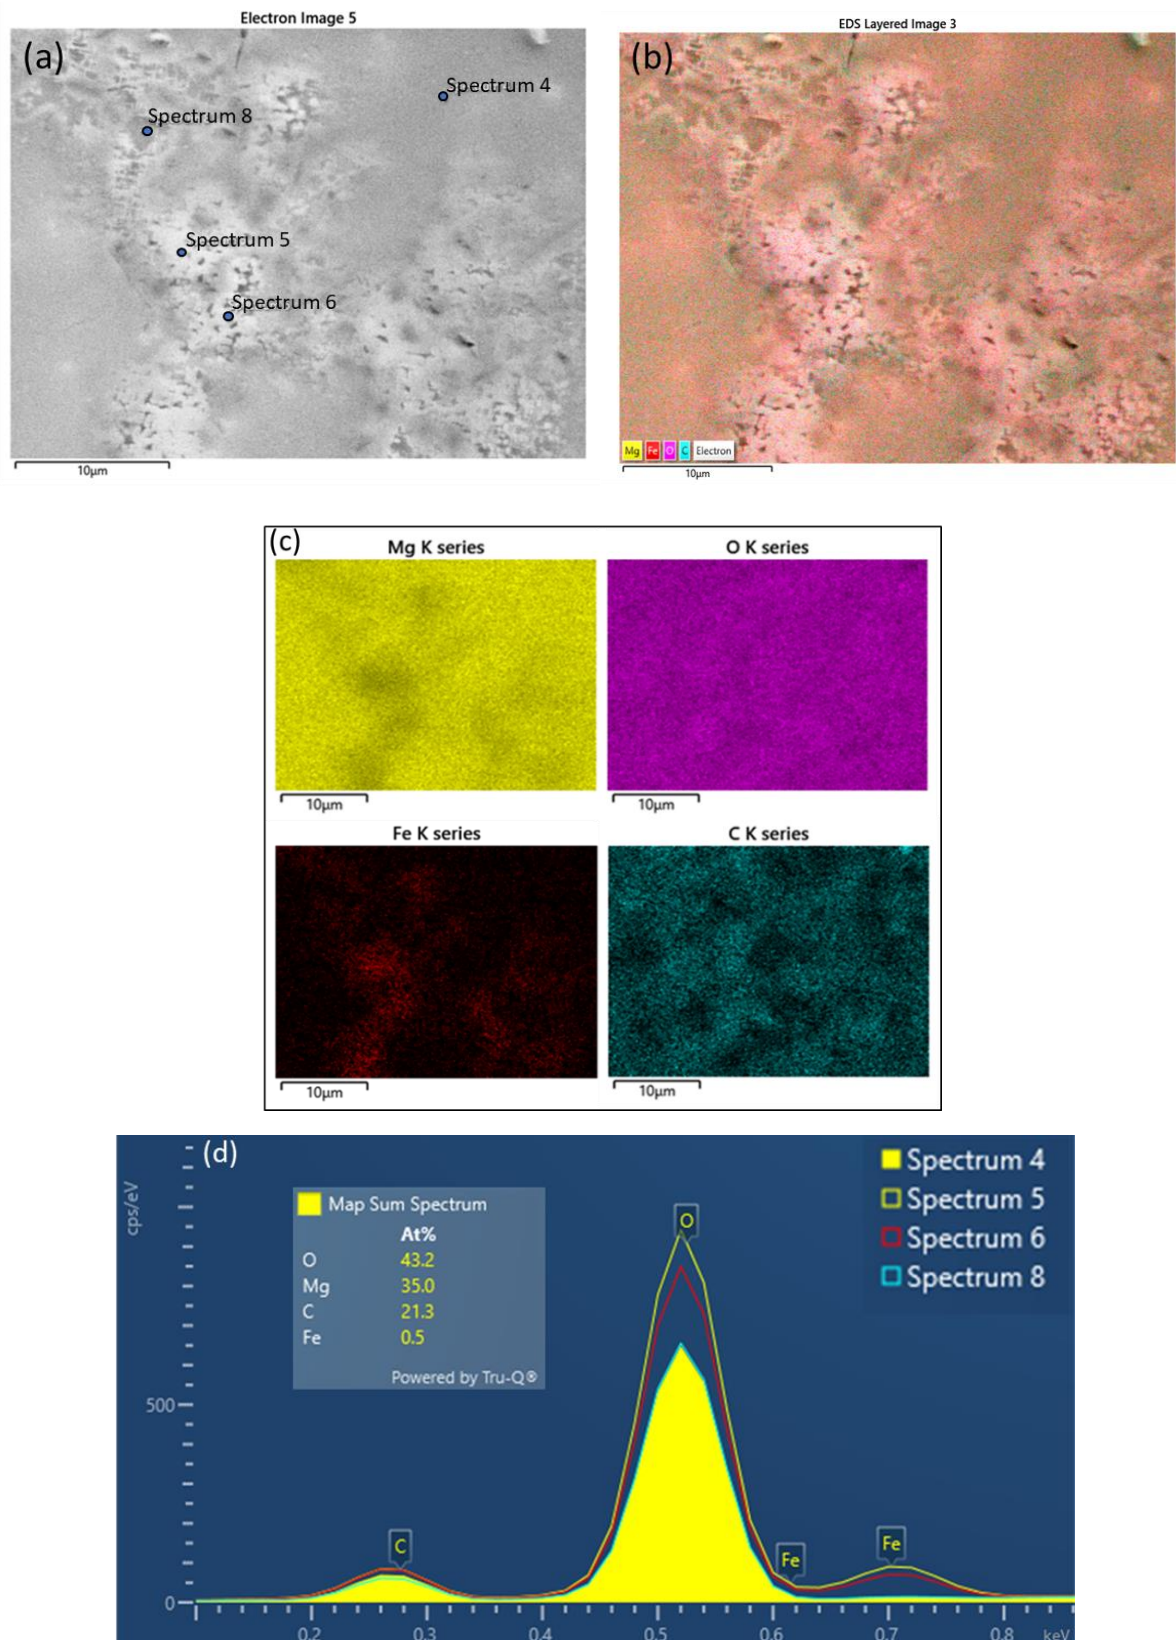 Electron Image 5
(a)
Spectrum 4
Spectrum 8
Spectrum 5
Spectrum 6
10μm
EDS Layered Image 3
(b)
Mg Fe O C Electron
10μm
(c)
Mg K series
O K series
10μm
10μm
Fe K series
C K series
10μm
10μm
(d)
cps/eV
Map Sum Spectrum
At%
O 43.2
Mg 35.0
C 21.3
Fe 0.5
Powered by Tru-Q®
Spectrum 4
Spectrum 5
Spectrum 6
Spectrum 8
O
500
C
Fe
Fe
0
0.2 0.3 0.4 0.5 0.6 0.7 0.8 keV